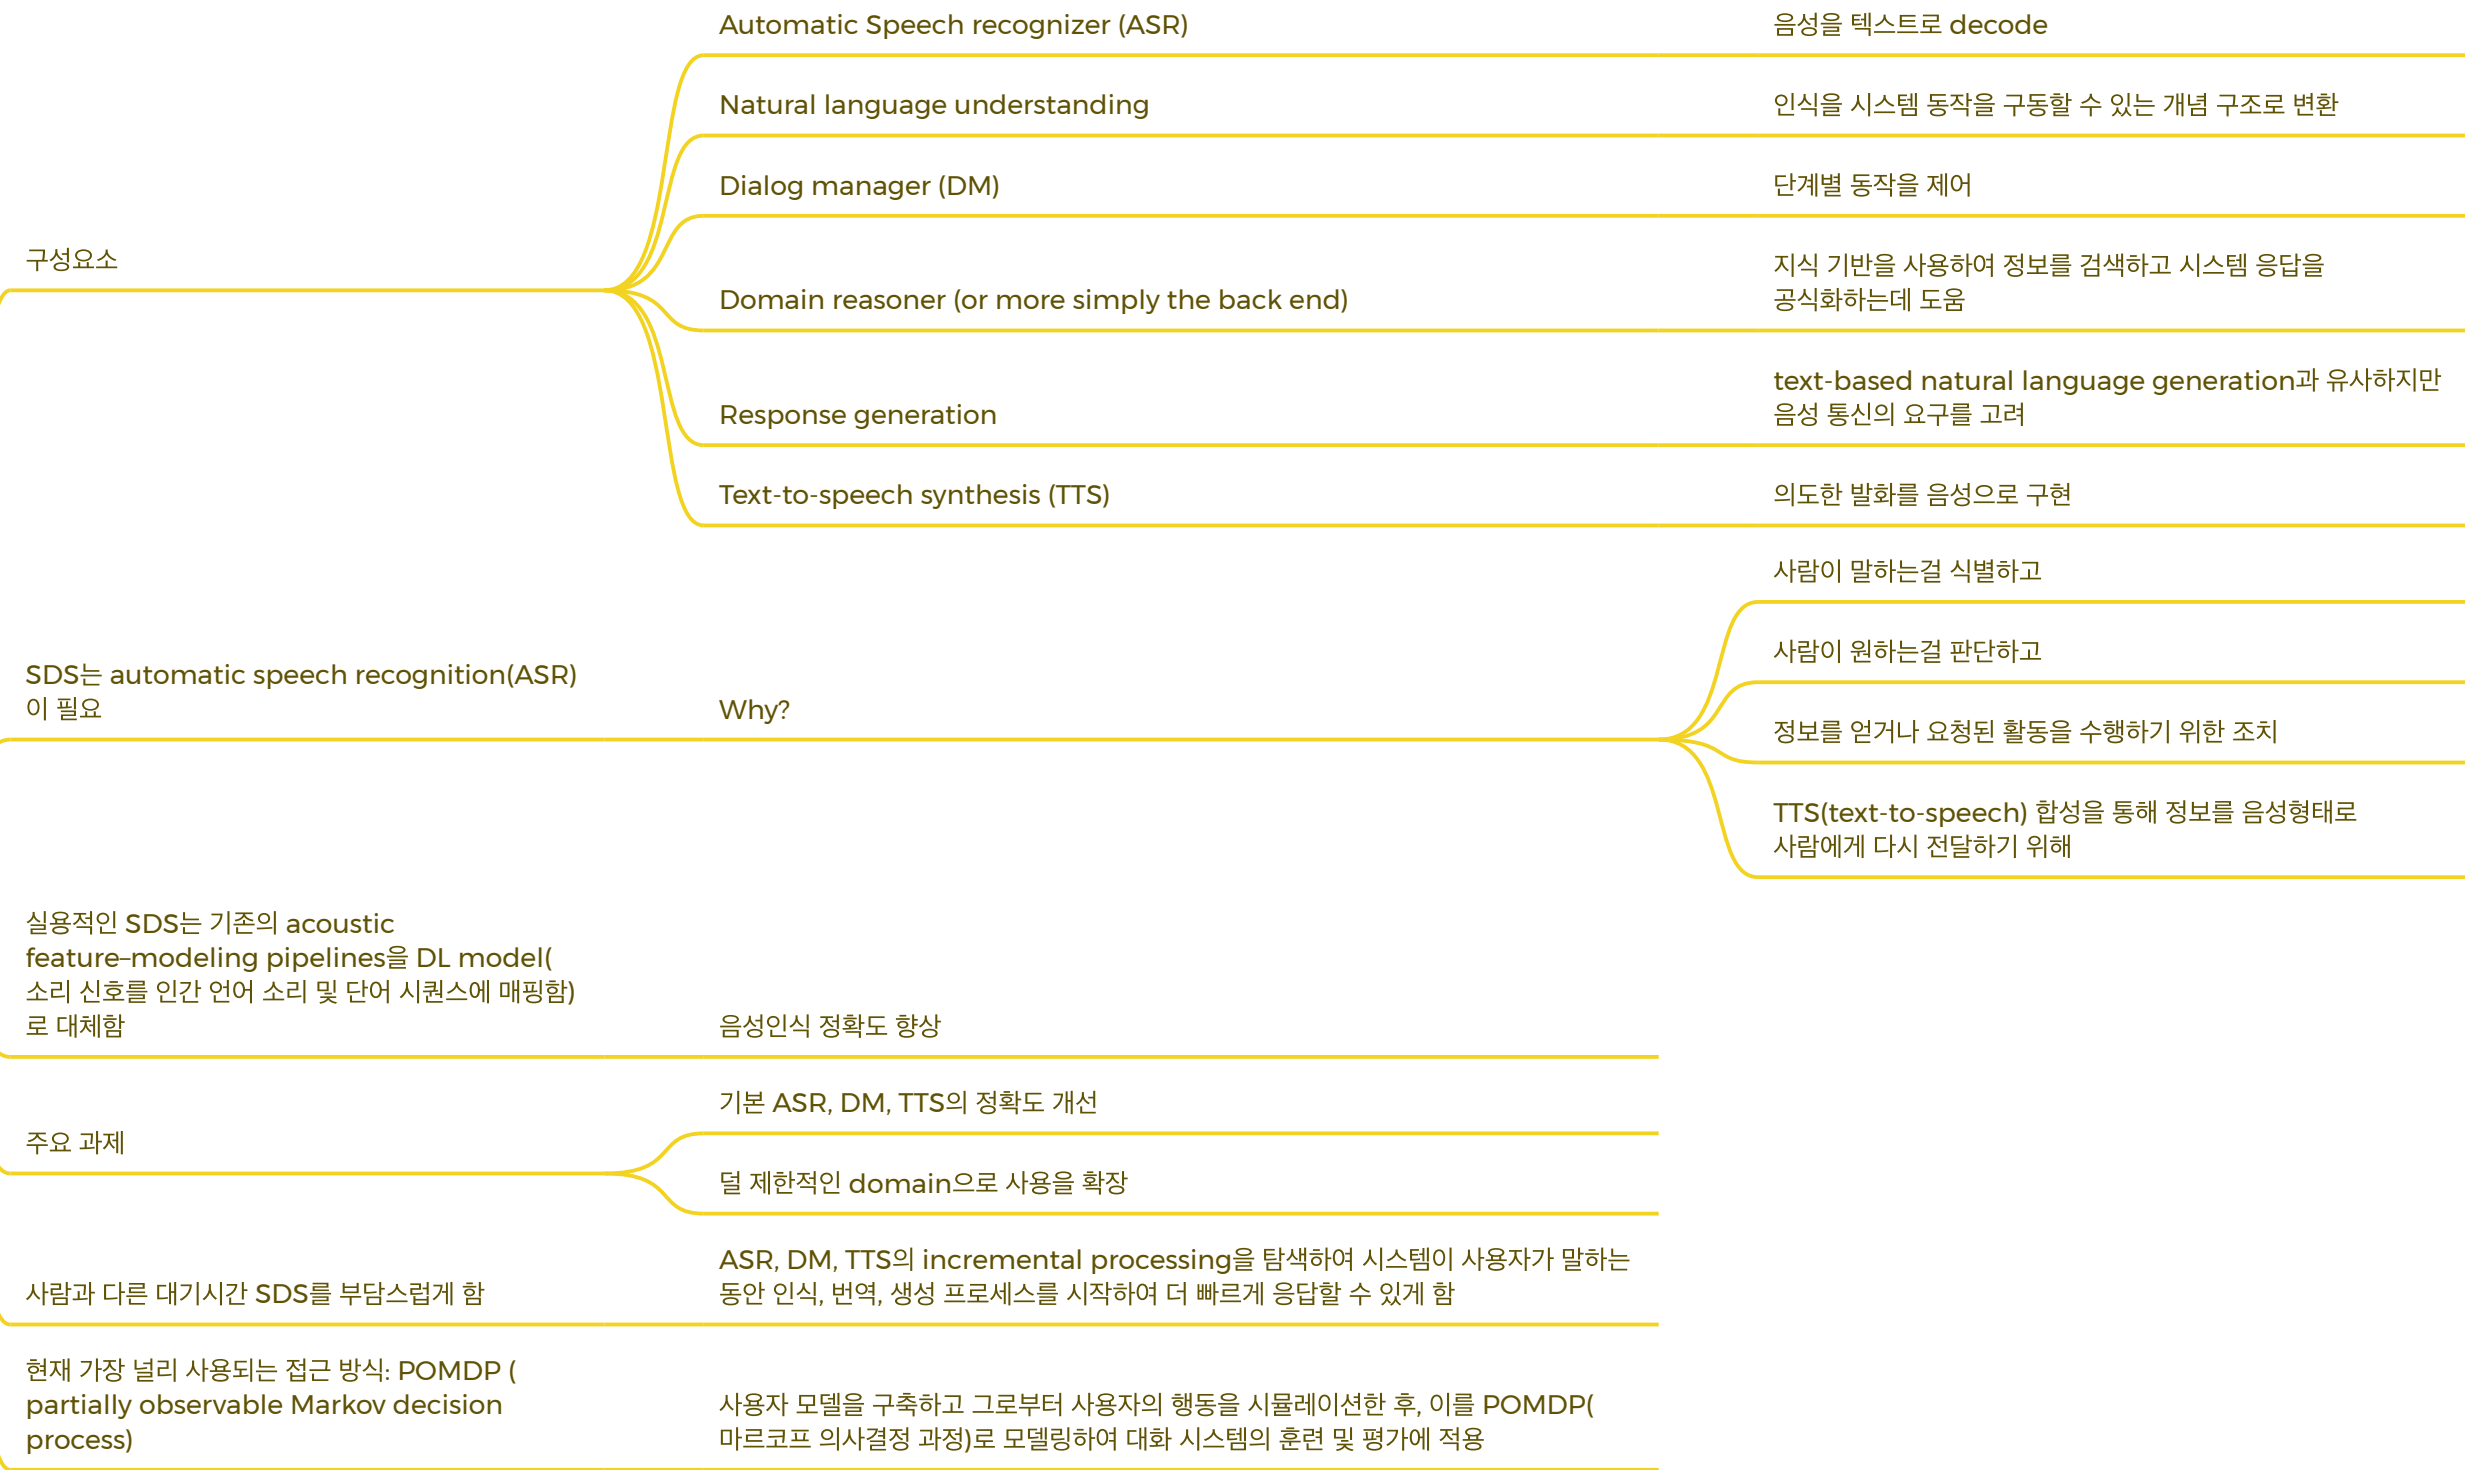 구성요소
Automatic Speech recognizer (ASR)
음성을 텍스트로 decode
Natural language understanding
인식을 시스템 동작을 구동할 수 있는 개념 구조로 변환
Dialog manager (DM)
단계별 동작을 제어
Domain reasoner (or more simply the back end)
지식 기반을 사용하여 정보를 검색하고 시스템 응답을
공식화하는데 도움
Response generation
text-based natural language generation과 유사하지만
음성 통신의 요구를 고려
Text-to-speech synthesis (TTS)
의도한 발화를 음성으로 구현
SDS는 automatic speech recognition(ASR)
이 필요
Why?
사람이 말하는걸 식별하고
사람이 원하는걸 판단하고
정보를 얻거나 요청된 활동을 수행하기 위한 조치
TTS(text-to-speech) 합성을 통해 정보를 음성형태로
사람에게 다시 전달하기 위해
실용적인 SDS는 기존의 acoustic
feature–modeling pipelines을 DL model(
소리 신호를 인간 언어 소리 및 단어 시퀀스에 매핑함)
로 대체함
음성인식 정확도 향상
주요 과제
기본 ASR, DM, TTS의 정확도 개선
덜 제한적인 domain으로 사용을 확장
사람과 다른 대기시간 SDS를 부담스럽게 함
ASR, DM, TTS의 incremental processing을 탐색하여 시스템이 사용자가 말하는
동안 인식, 번역, 생성 프로세스를 시작하여 더 빠르게 응답할 수 있게 함
현재 가장 널리 사용되는 접근 방식: POMDP (
partially observable Markov decision
process)
사용자 모델을 구축하고 그로부터 사용자의 행동을 시뮬레이션한 후, 이를 POMDP(
마르코프 의사결정 과정)로 모델링하여 대화 시스템의 훈련 및 평가에 적용